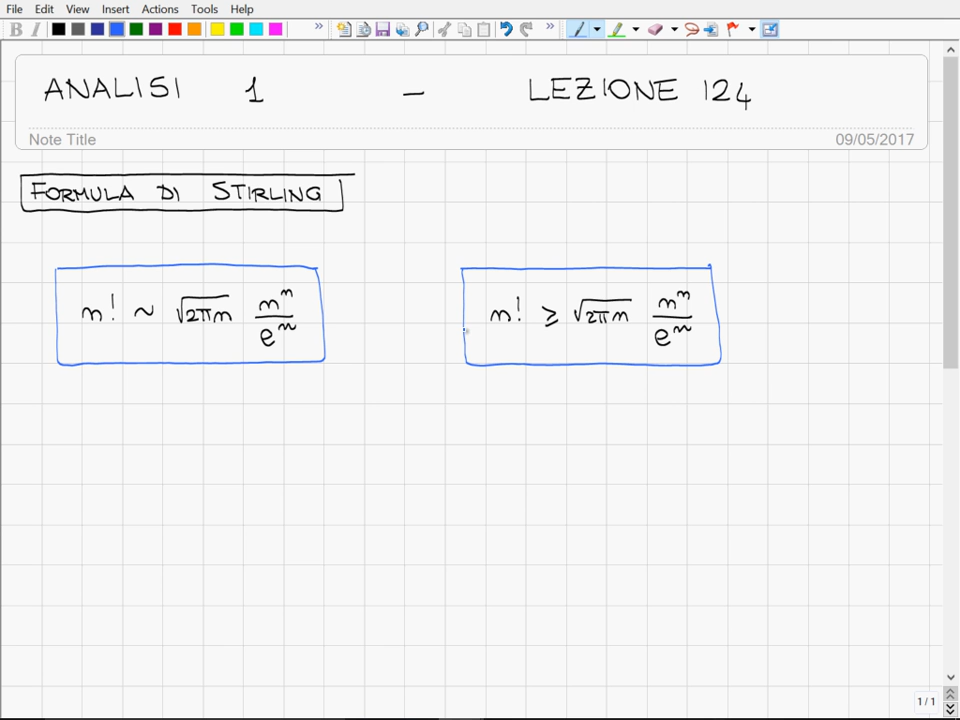 File Edit View Insert Actions Tools Help
B I
ANALISI 1 - LEZIONE 124
Note Title 09/05/2017
FORMULA DI STIRLING
n! ~ √2πn n^n/e^n n! ≥ √2πn n^n/e^n
1 / 1